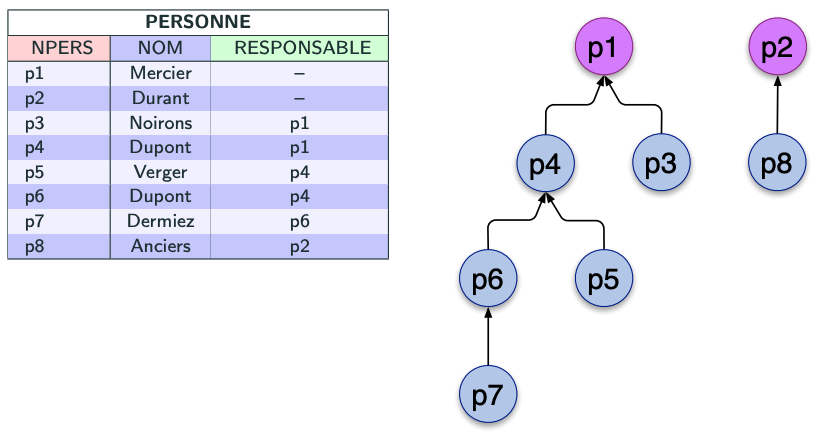 PERSONNE
NPERS NOM RESPONSABLE
p1 Mercier –
p2 Durant –
p3 Noirons p1
p4 Dupont p1
p5 Verger p4
p6 Dupont p4
p7 Dermiez p6
p8 Anciers p2
p1 p2
p4 p3 p8
p6 p5
p7